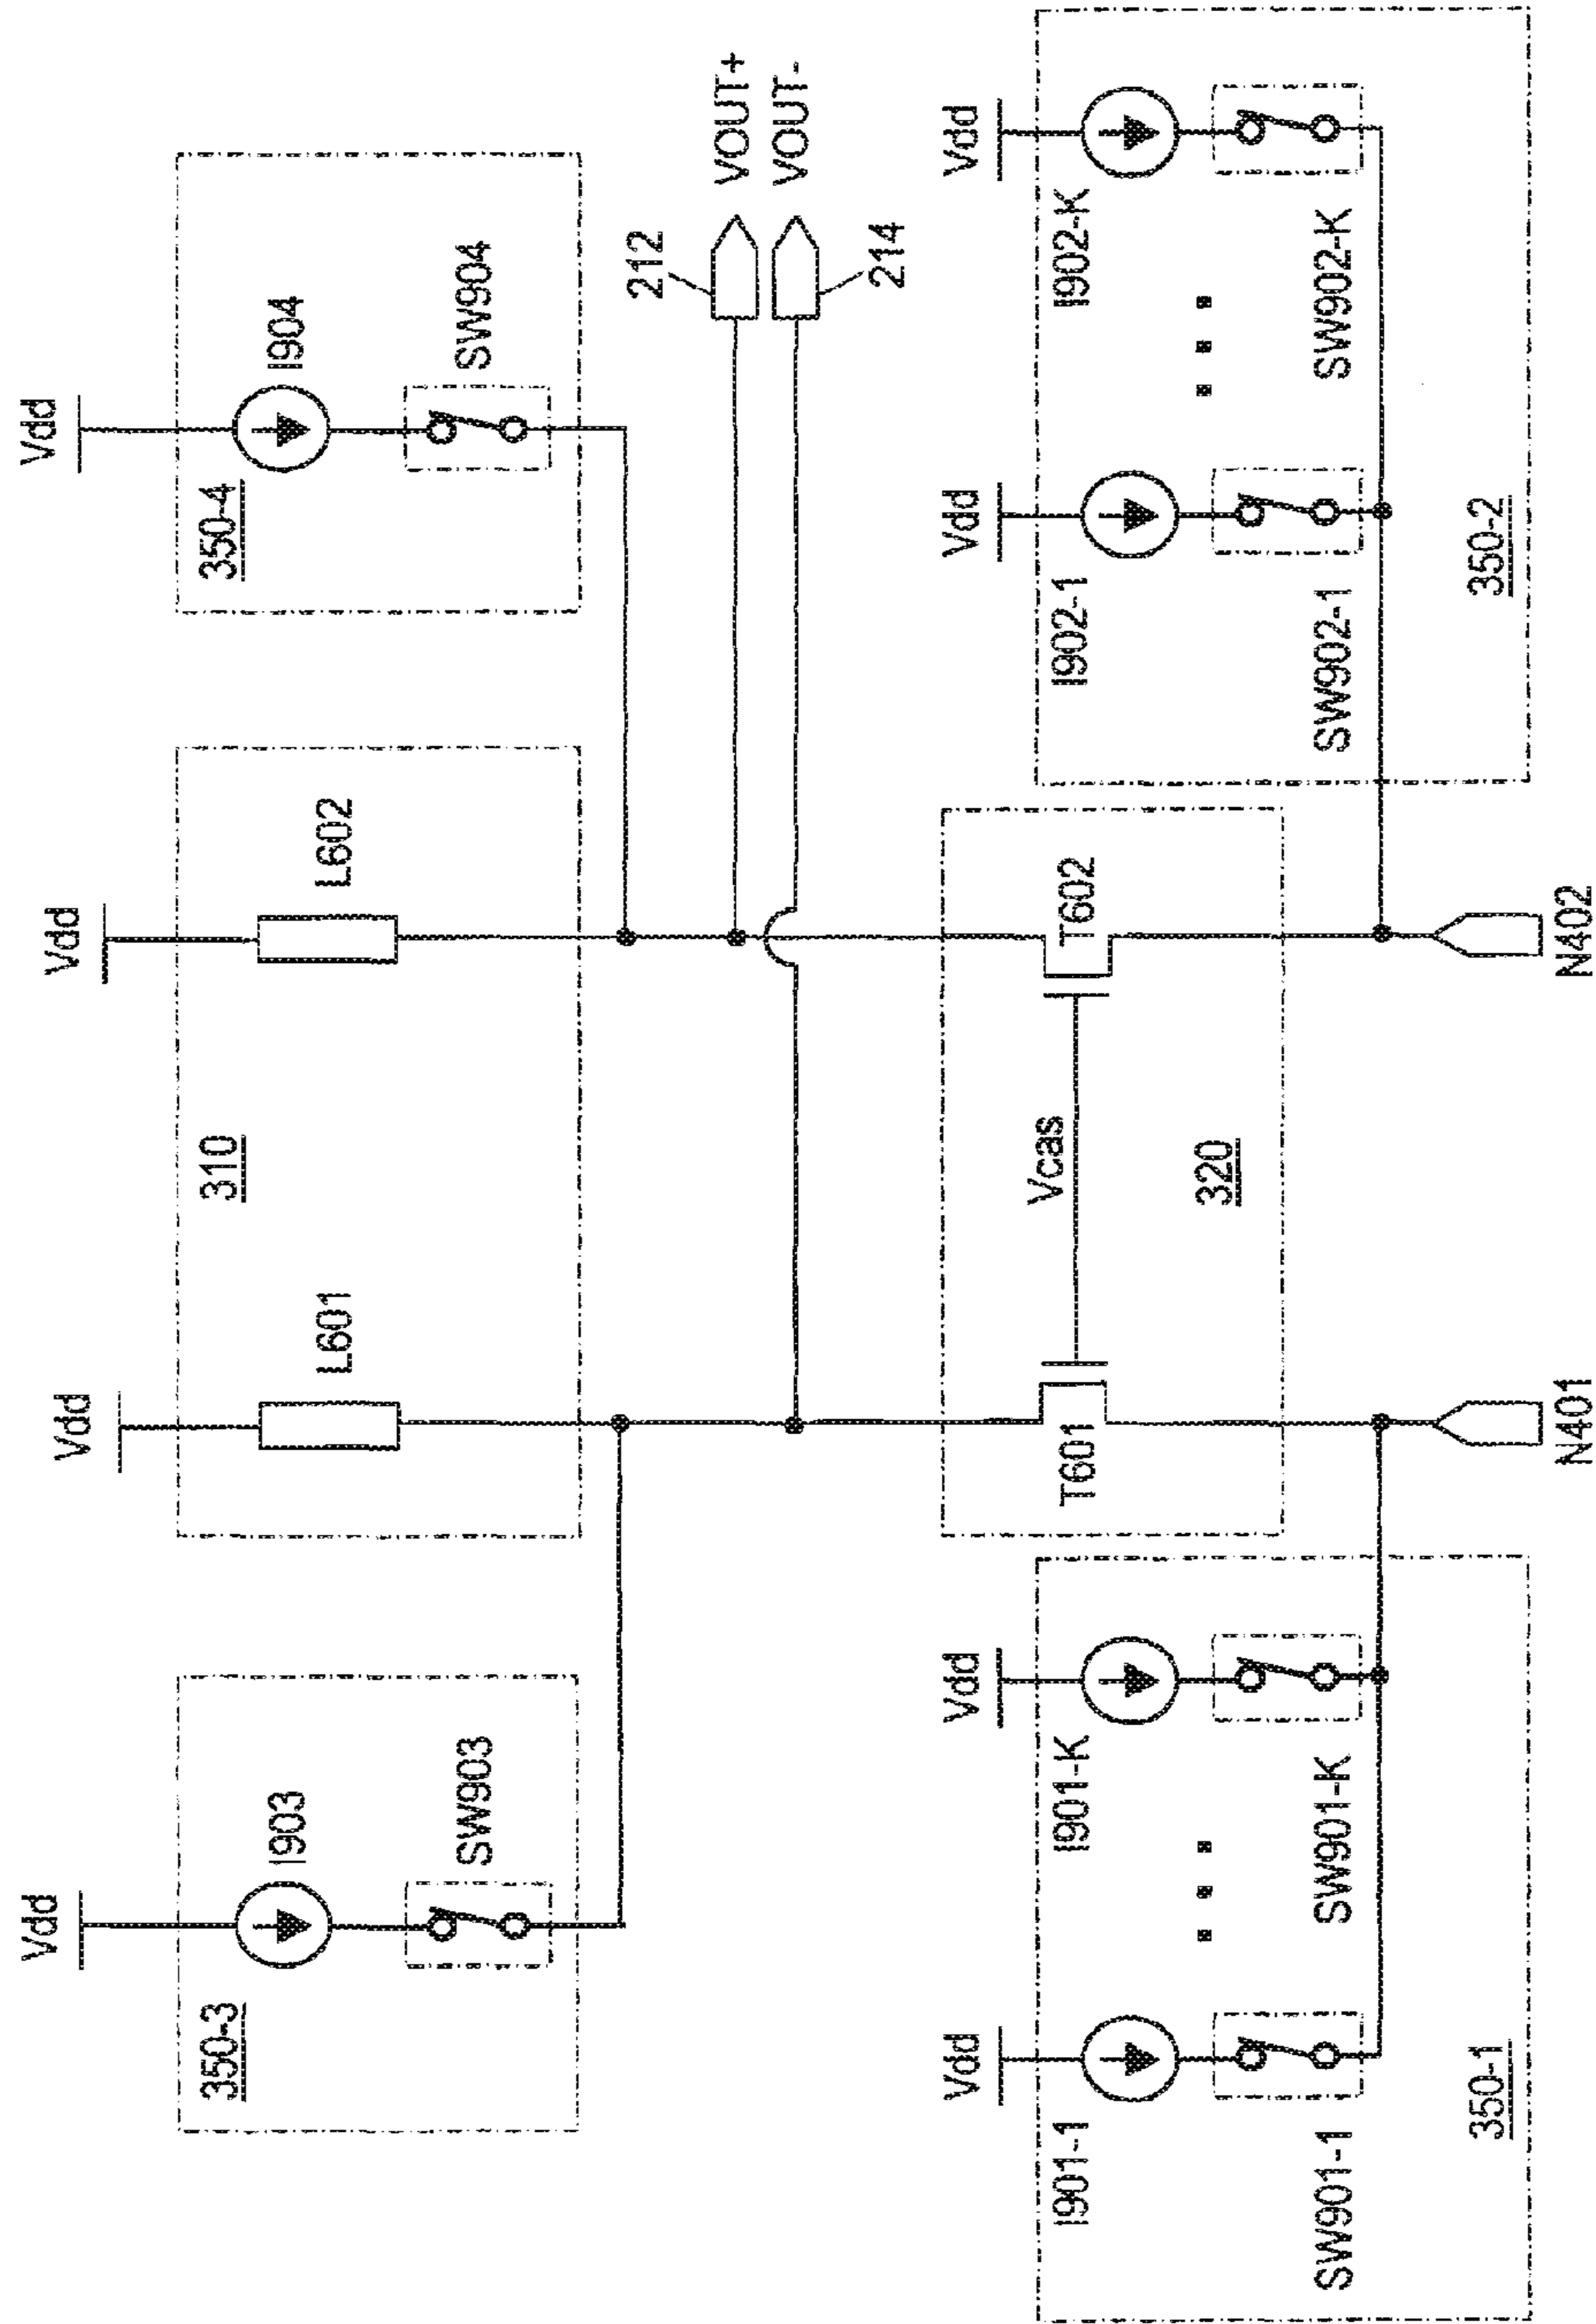 Vdd
Vdd
Vdd
Vdd
350-3
I903
SW903
310
L601
L602
350-4
I904
SW904
212
VOUT+
VOUT-
214
Vdd
Vdd
Vdd
Vdd
I901-1
I901-K
T601
Vcas
T602
I902-1
I902-K
320
SW901-1
SW901-K
SW902-1
SW902-K
350-1
350-2
N401
N402